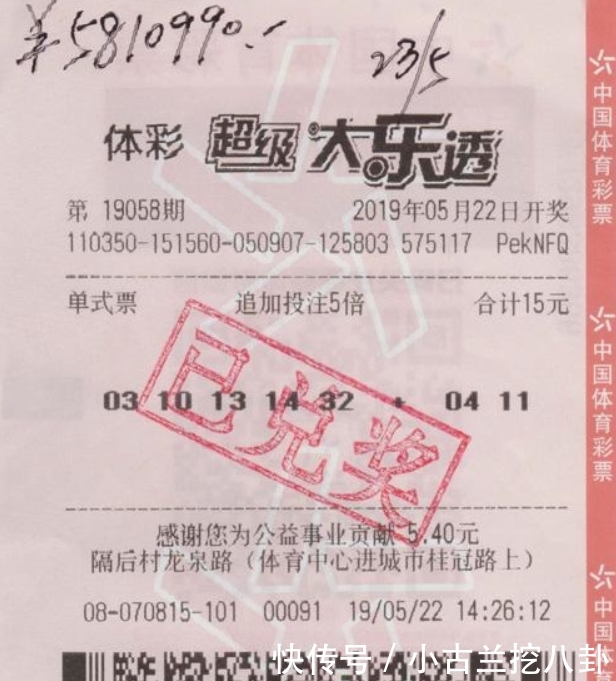 ¥5810990.-
23/5
体彩 超级大乐透
第 19058期 2019年05月22日开奖
110350-151560-050907-125803 575117 PekNFQ
单式票 追加投注5倍 合计15元
03 10 13 14 32 + 04 11
已兑奖
感谢您为公益事业贡献 5.40元
隔后村龙泉路（体育中心进城市桂冠路上）
08-070815-101 00091 19/05/22 14:26:12
中国体育彩票
中国体育彩票
中国体
快传号 / 小古兰挖八卦